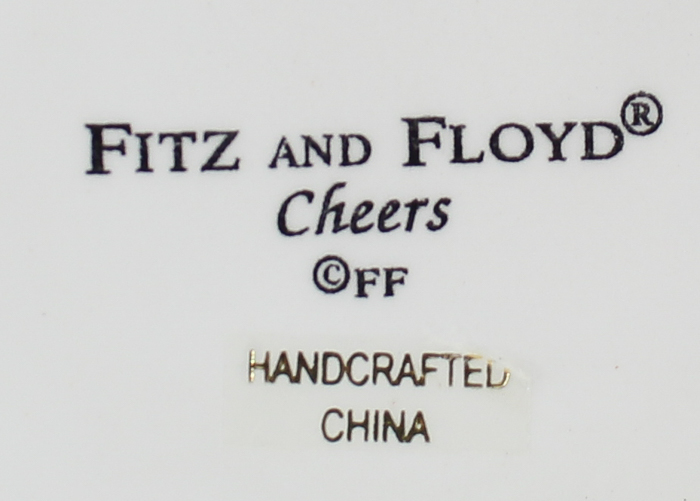 FITZ AND FLOYD®
Cheers
©FF
HANDCRAFTED
CHINA